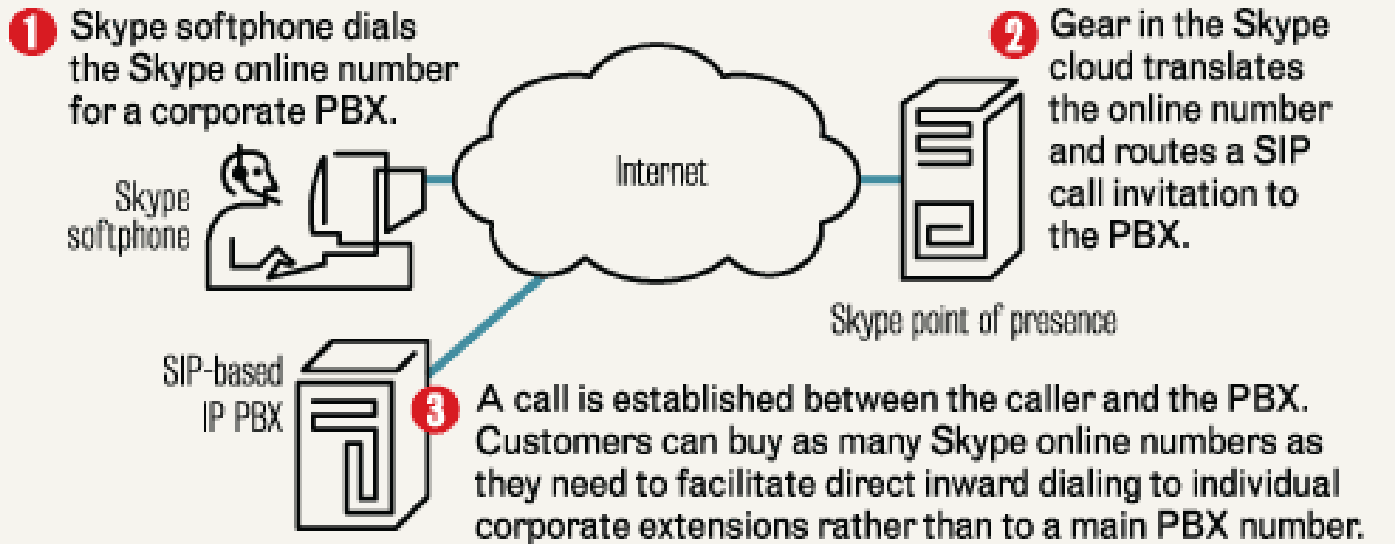 1 Skype softphone dials
the Skype online number
for a corporate PBX.
2 Gear in the Skype
cloud translates
the online number
and routes a SIP
call invitation to
the PBX.
Skype
softphone
Internet
Skype point of presence
SIP-based
IP PBX
3 A call is established between the caller and the PBX.
Customers can buy as many Skype online numbers as
they need to facilitate direct inward dialing to individual
corporate extensions rather than to a main PBX number.